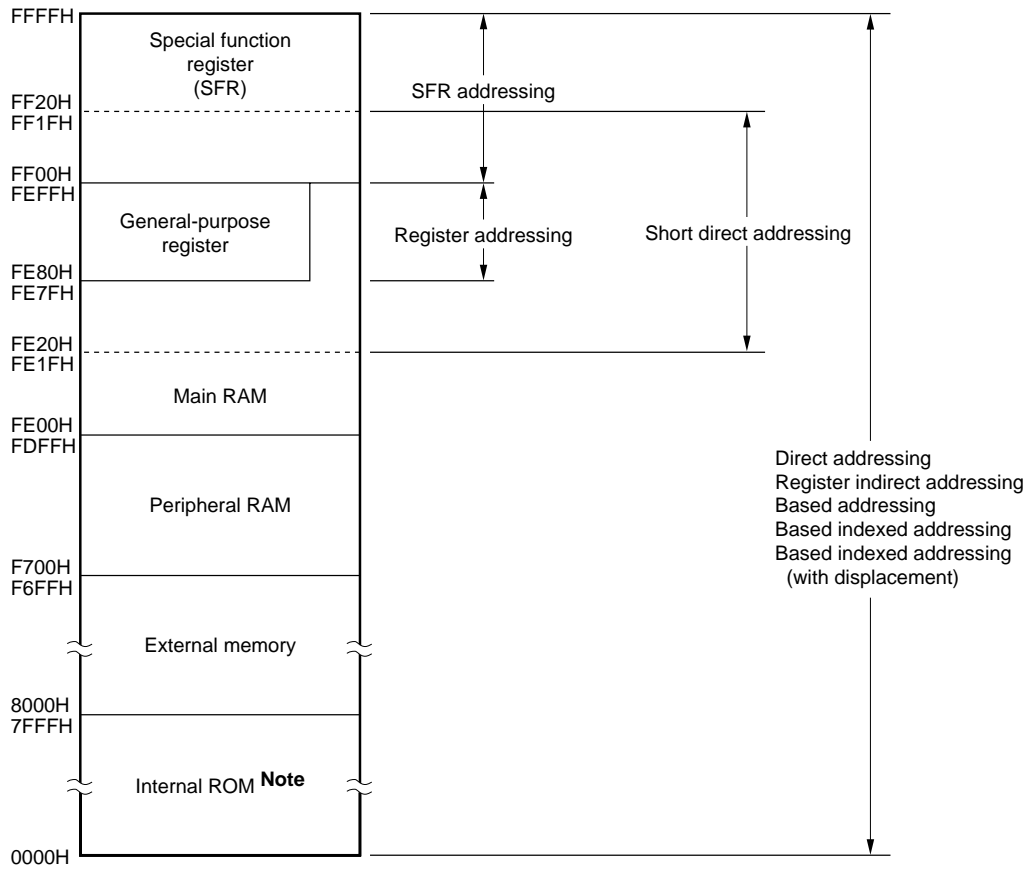 FFFFH
Special function
register
(SFR)
SFR addressing
FF20H
FF1FH
FF00H
FEFFH
General-purpose
register
Register addressing
Short direct addressing
FE80H
FE7FH
FE20H
FE1FH
Main RAM
FE00H
FDFFH
Direct addressing
Register indirect addressing
Based addressing
Based indexed addressing
Based indexed addressing
(with displacement)
Peripheral RAM
F700H
F6FFH
External memory
8000H
7FFFH
Internal ROM Note
0000H